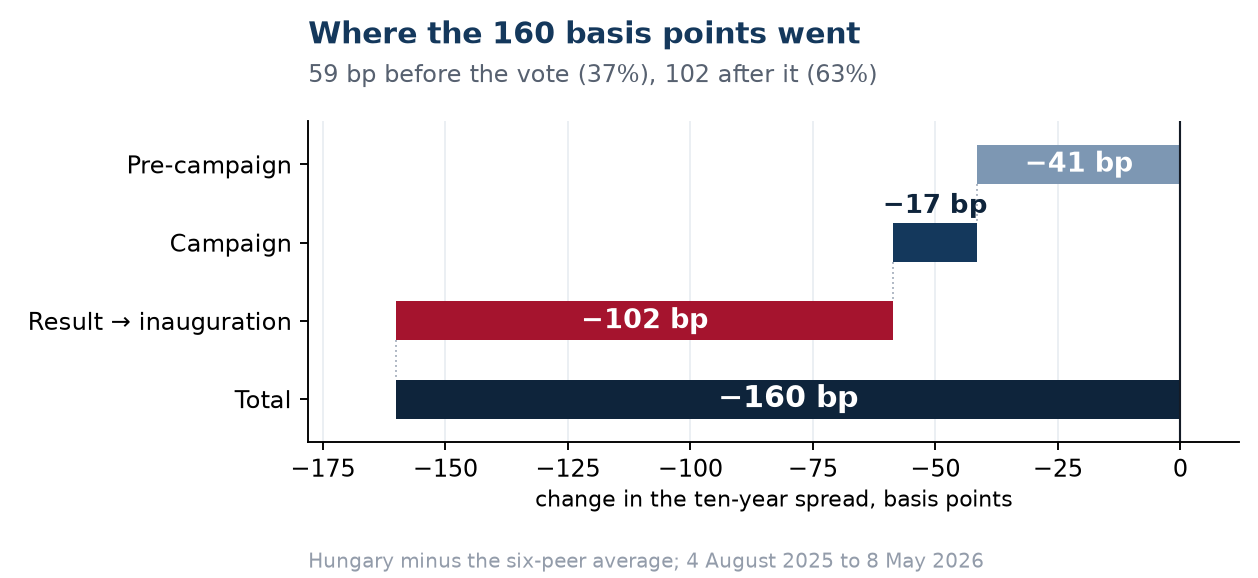 Where the 160 basis points went
59 bp before the vote (37%), 102 after it (63%)
Pre-campaign
−41 bp
−17 bp
Campaign
Result → inauguration
−102 bp
Total
−160 bp
−175 −150 −125 −100 −75 −50 −25 0
change in the ten-year spread, basis points
Hungary minus the six-peer average; 4 August 2025 to 8 May 2026